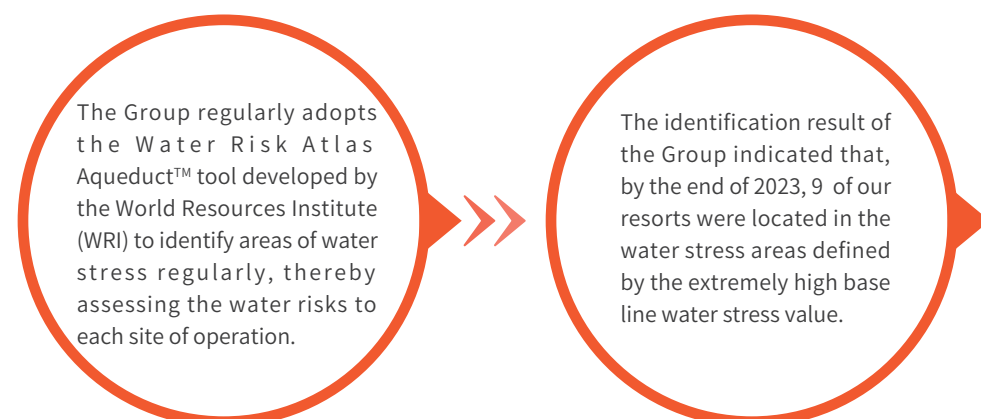 The Group regularly adopts
the Water Risk Atlas
Aqueduct™ tool developed by
the World Resources Institute
(WRI) to identify areas of water
stress regularly, thereby
assessing the water risks to
each site of operation.
The identification result of
the Group indicated that,
by the end of 2023, 9 of our
resorts were located in the
water stress areas defined
by the extremely high base
line water stress value.